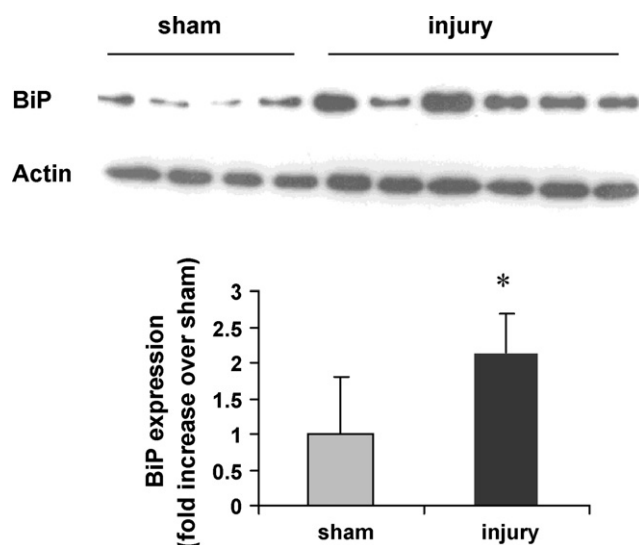 sham injury
BiP
Actin
BiP expression
(fold increase over sham)
3
2.5
2
1.5
1
0.5
0
*
sham injury